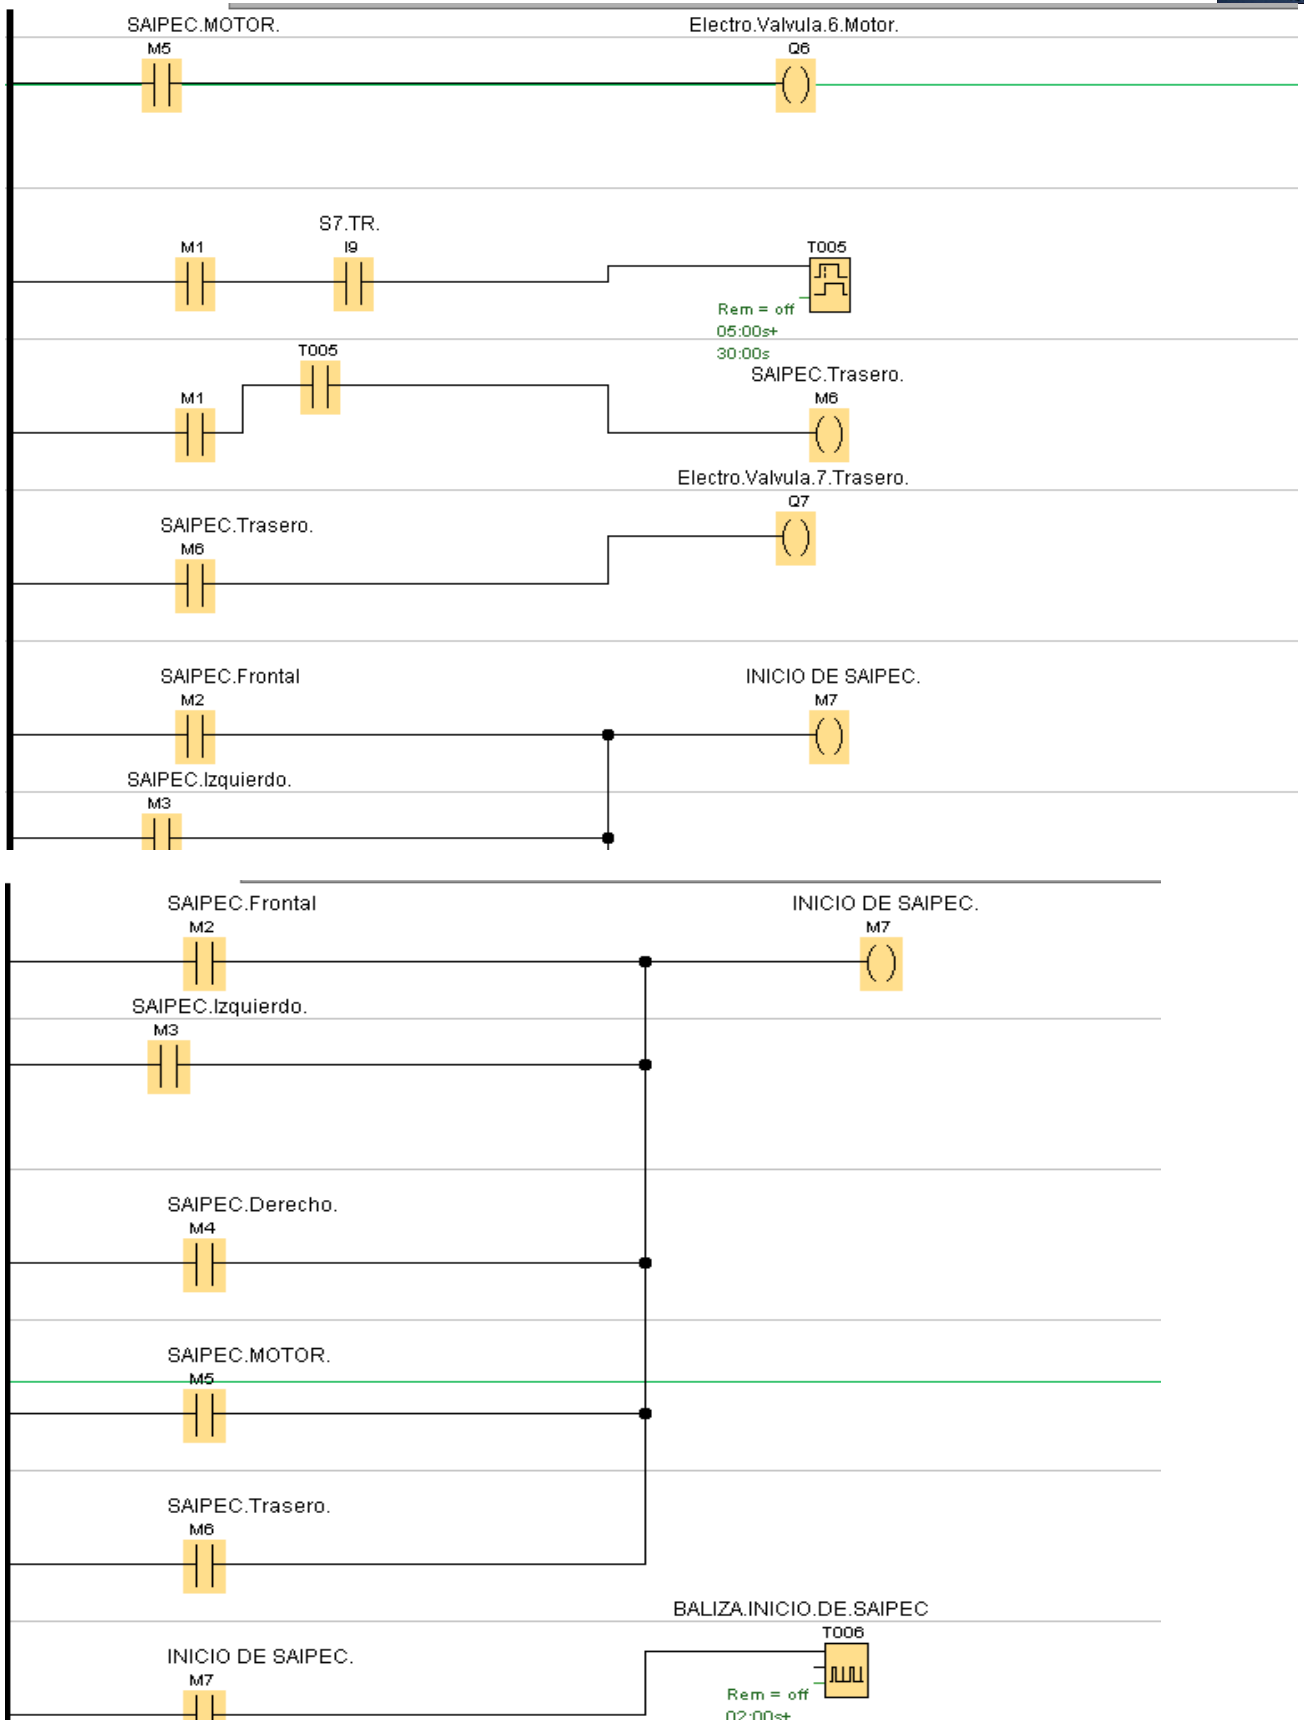 SAIPEC.MOTOR.
Electro.Valvula.6.Motor.
M5
Q6
S7.TR.
M1
I9
T005
Rem = off
05:00s+
30:00s
T005
SAIPEC.Trasero.
M1
M6
Electro.Valvula.7.Trasero.
Q7
SAIPEC.Trasero.
M6
SAIPEC.Frontal
INICIO DE SAIPEC.
M2
M7
SAIPEC.Izquierdo.
M3
SAIPEC.Frontal
INICIO DE SAIPEC.
M2
M7
SAIPEC.Izquierdo.
M3
SAIPEC.Derecho.
M4
SAIPEC.MOTOR.
M5
SAIPEC.Trasero.
M6
BALIZA.INICIO.DE.SAIPEC
T006
INICIO DE SAIPEC.
M7
Rem = off
02:00s+